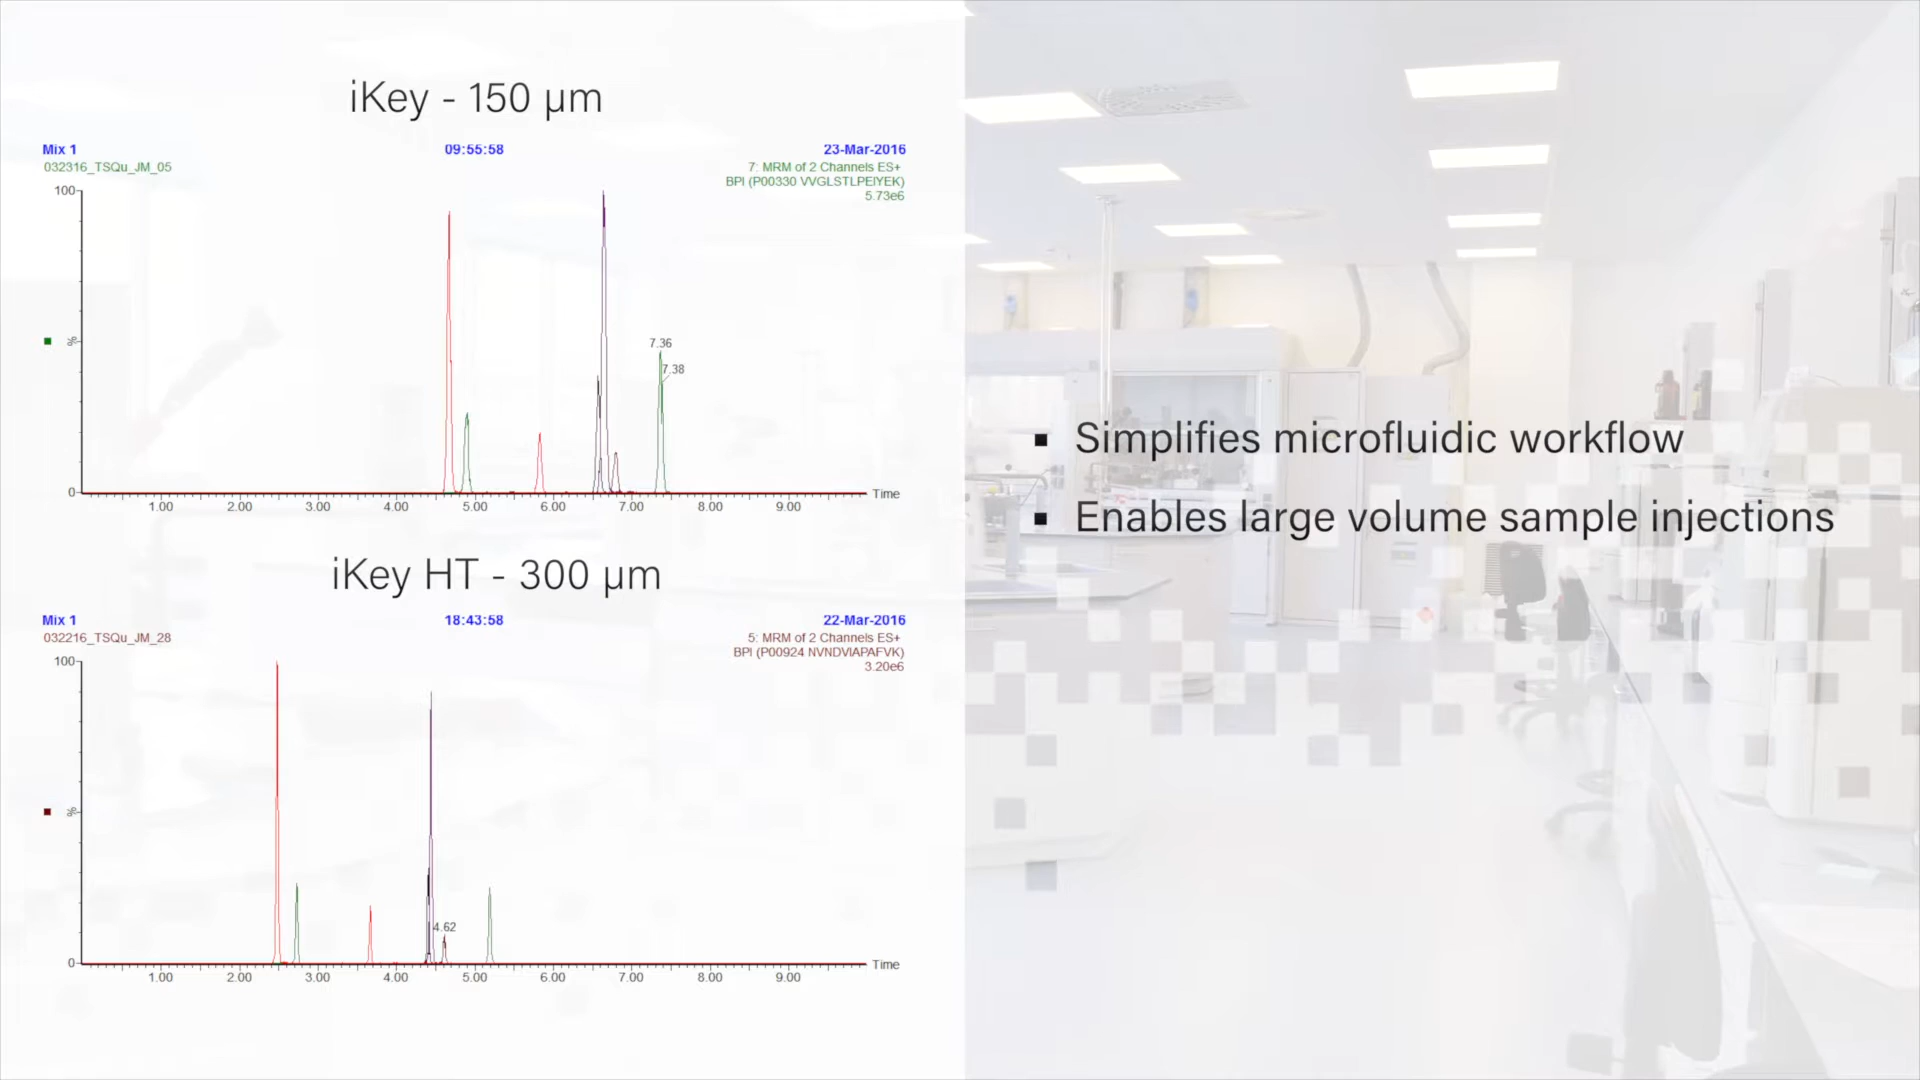 iKey - 150 µm
Mix 1 09:55:58 23-Mar-2016
032316_TSQu_JM_05 7: MRM of 2 Channels ES+
BPI (P00330 VVGLSTLPEIYEK)
5.73e6
100
7.36
7.38
%
0
Time
1.00 2.00 3.00 4.00 5.00 6.00 7.00 8.00 9.00
iKey HT - 300 µm
Mix 1 18:43:58 22-Mar-2016
032216_TSQu_JM_28 5: MRM of 2 Channels ES+
BPI (P00924 NVNDVIAPAFVK)
3.20e6
100
%
4.62
0
Time
1.00 2.00 3.00 4.00 5.00 6.00 7.00 8.00 9.00
▪ Simplifies microfluidic workflow
▪ Enables large volume sample injections